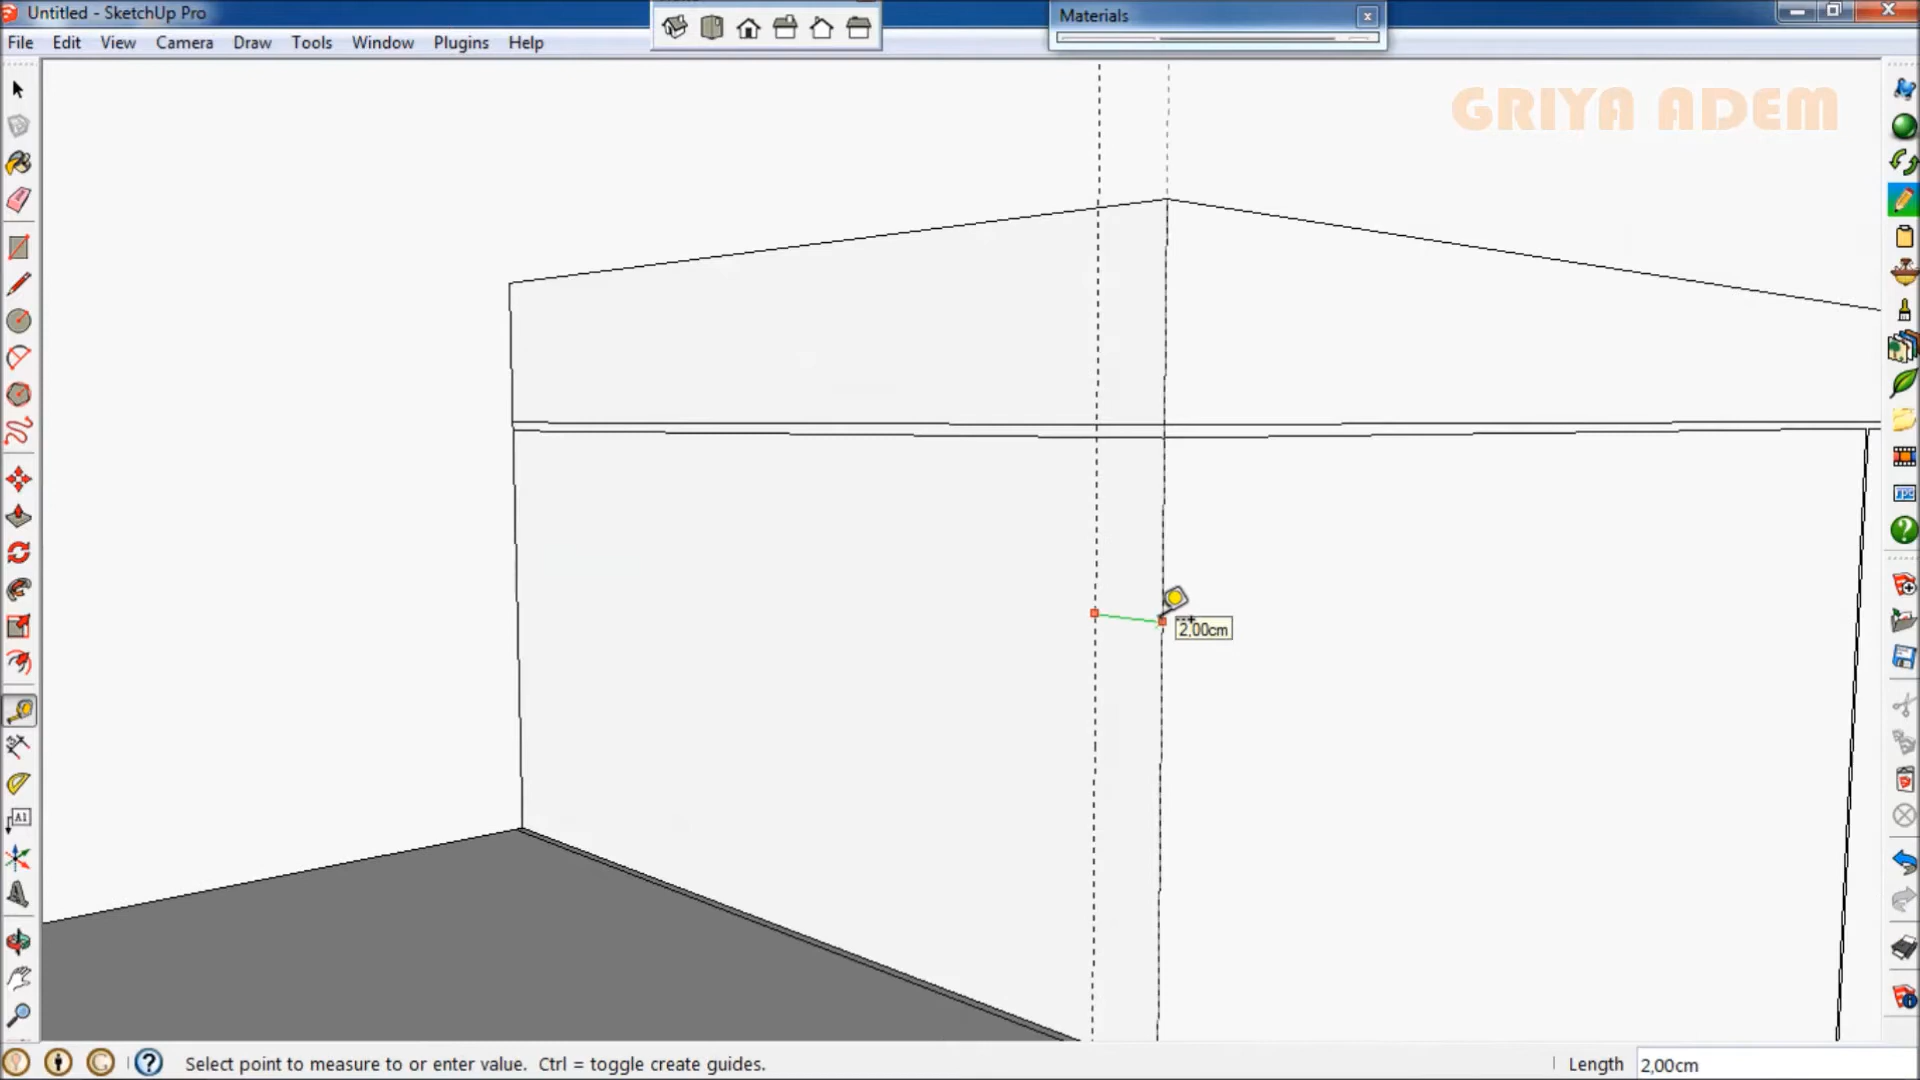 Untitled - SketchUp Pro
Materials
File Edit View Camera Draw Tools Window Plugins Help
GRIYA ADEM
2,00cm
Select point to measure to or enter value. Ctrl = toggle create guides.
Length 2,00cm